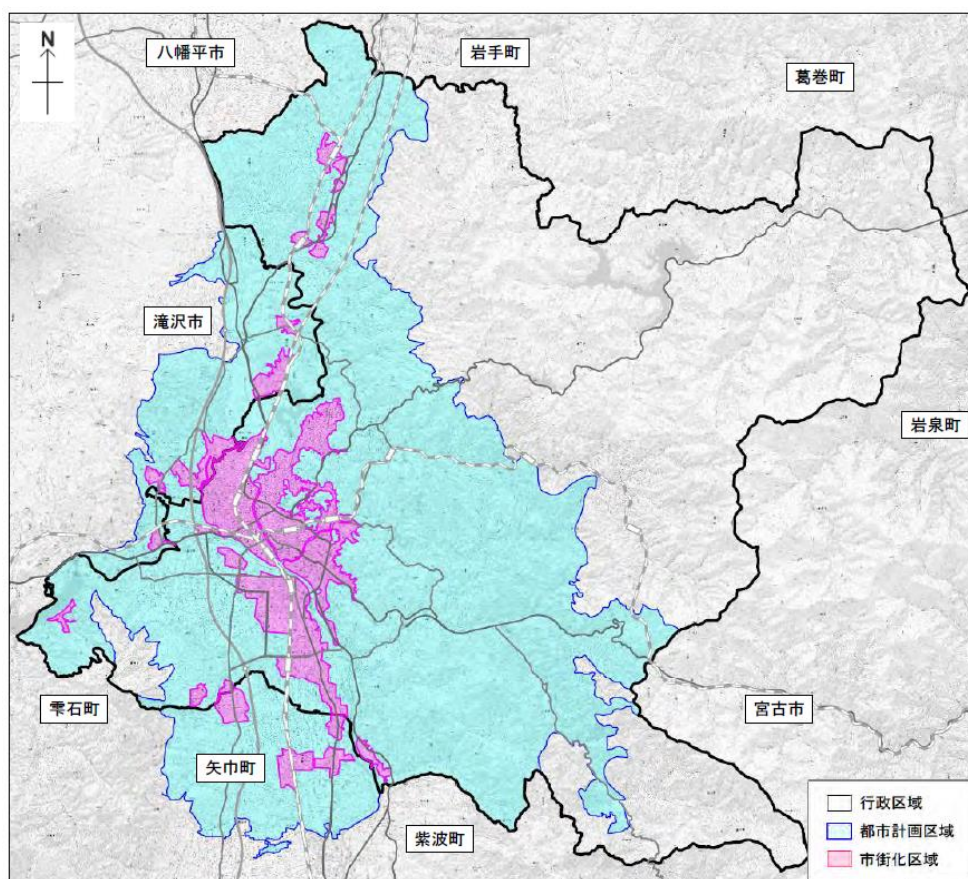 N
八幡平市
岩手町
葛巻町
滝沢市
岩泉町
雫石町
宮古市
矢巾町
紫波町
行政区域
都市計画区域
市街化区域